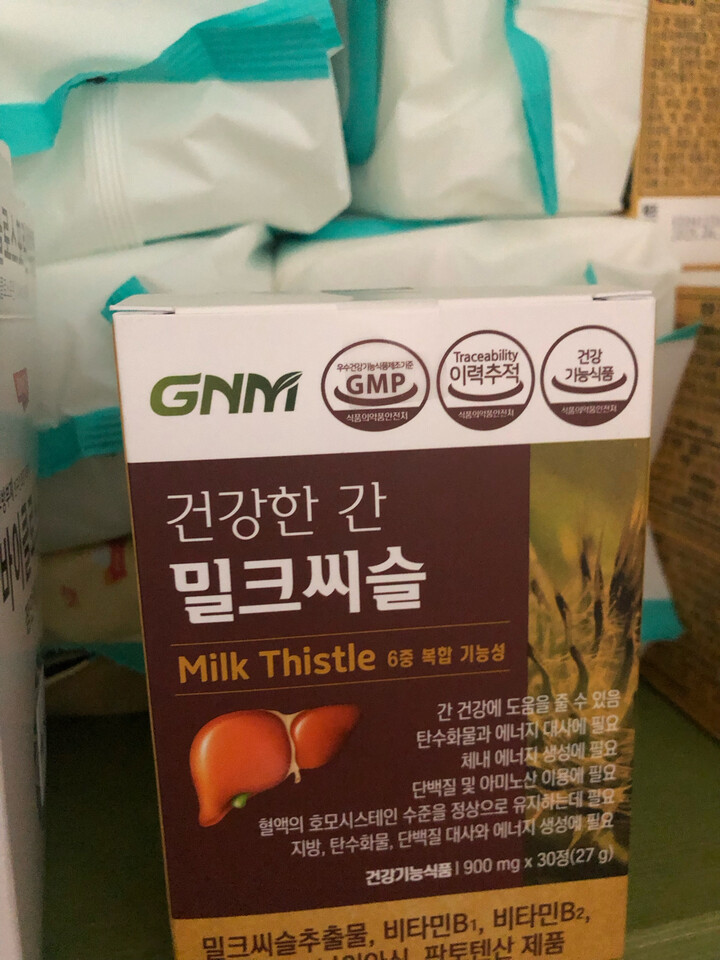 GNM
우수건강기능식품제조기준
GMP
식품의약품안전처
Traceability
이력추적
식품의약품안전처
건강
기능식품
식품의약품안전처
건강한 간
밀크씨슬
Milk Thistle 6중 복합 기능성
간 건강에 도움을 줄 수 있음
탄수화물과 에너지 대사에 필요
체내 에너지 생성에 필요
단백질 및 아미노산 이용에 필요
혈액의 호모시스테인 수준을 정상으로 유지하는데 필요
지방, 탄수화물, 단백질 대사와 에너지 생성에 필요
건강기능식품 | 900 mg x 30정(27 g)
밀크씨슬추출물, 비타민B1, 비타민B2,
판토텐산 제품